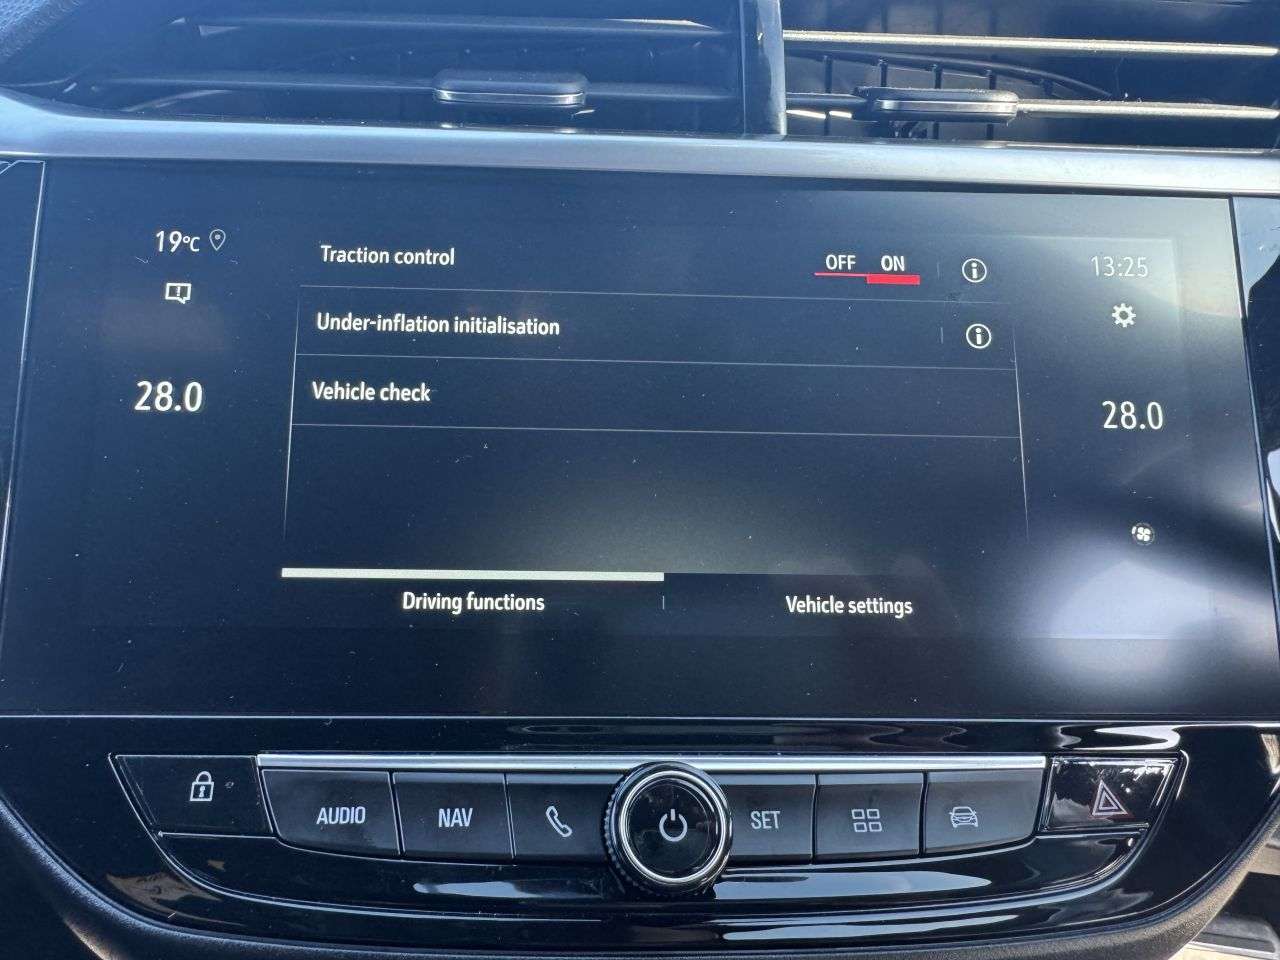 19°C
Traction control
OFF ON
13:25
Under-inflation initialisation
28.0
Vehicle check
28.0
Driving functions
Vehicle settings
AUDIO
NAV
SET